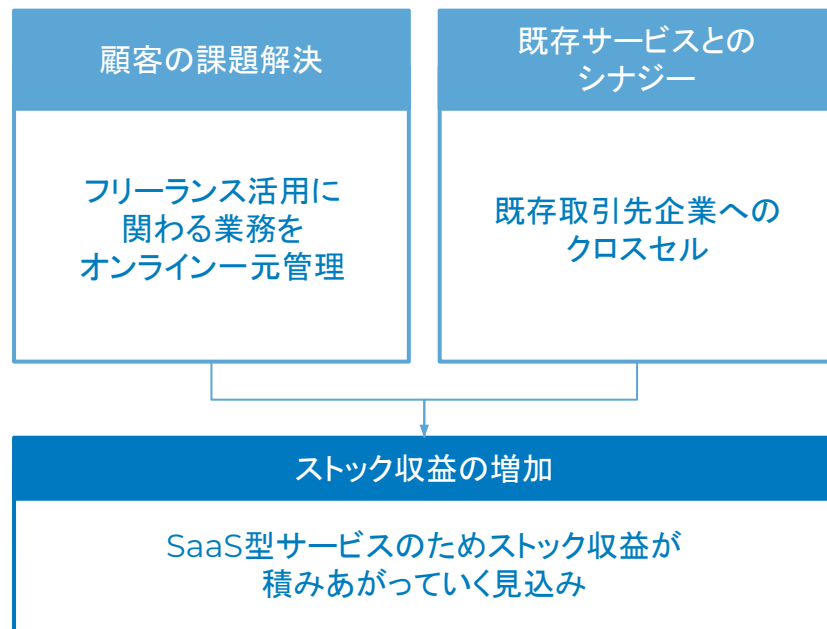 顧客の課題解決
フリーランス活用に
関わる業務を
オンライン一元管理
既存サービスとの
シナジー
既存取引先企業への
クロスセル
ストック収益の増加
SaaS型サービスのためストック収益が
積みあがっていく見込み